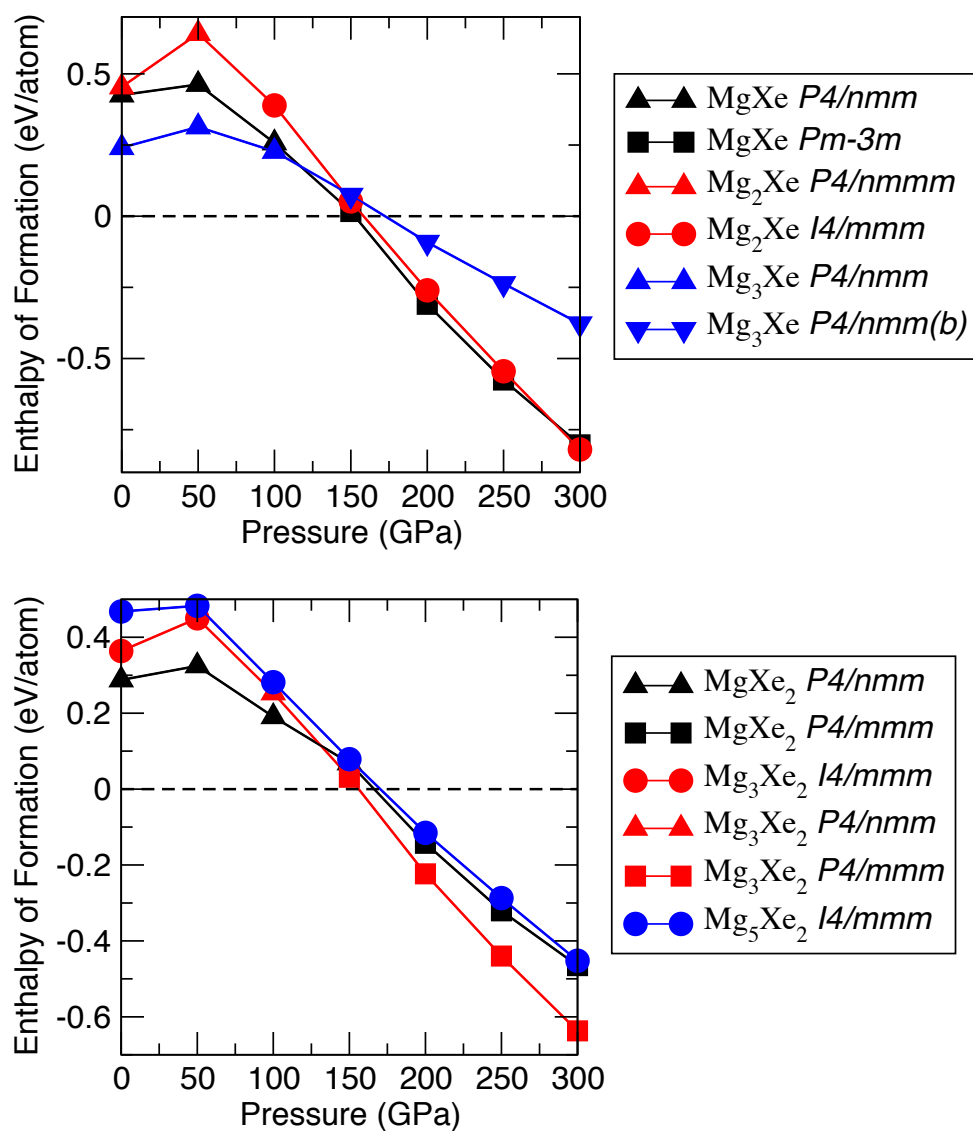 0.5
0
-0.5
Enthalpy of Formation (eV/atom)
0 50 100 150 200 250 300
Pressure (GPa)
MgXe P4/nmm
MgXe Pm-3m
Mg₂Xe P4/nmmm
Mg₂Xe I4/mmm
Mg₃Xe P4/nmm
Mg₃Xe P4/nmm(b)
0.4
0.2
0
-0.2
-0.4
-0.6
Enthalpy of Formation (eV/atom)
0 50 100 150 200 250 300
Pressure (GPa)
MgXe₂ P4/nmm
MgXe₂ P4/mmm
Mg₃Xe₂ I4/mmm
Mg₃Xe₂ P4/nmm
Mg₃Xe₂ P4/mmm
Mg₅Xe₂ I4/mmm